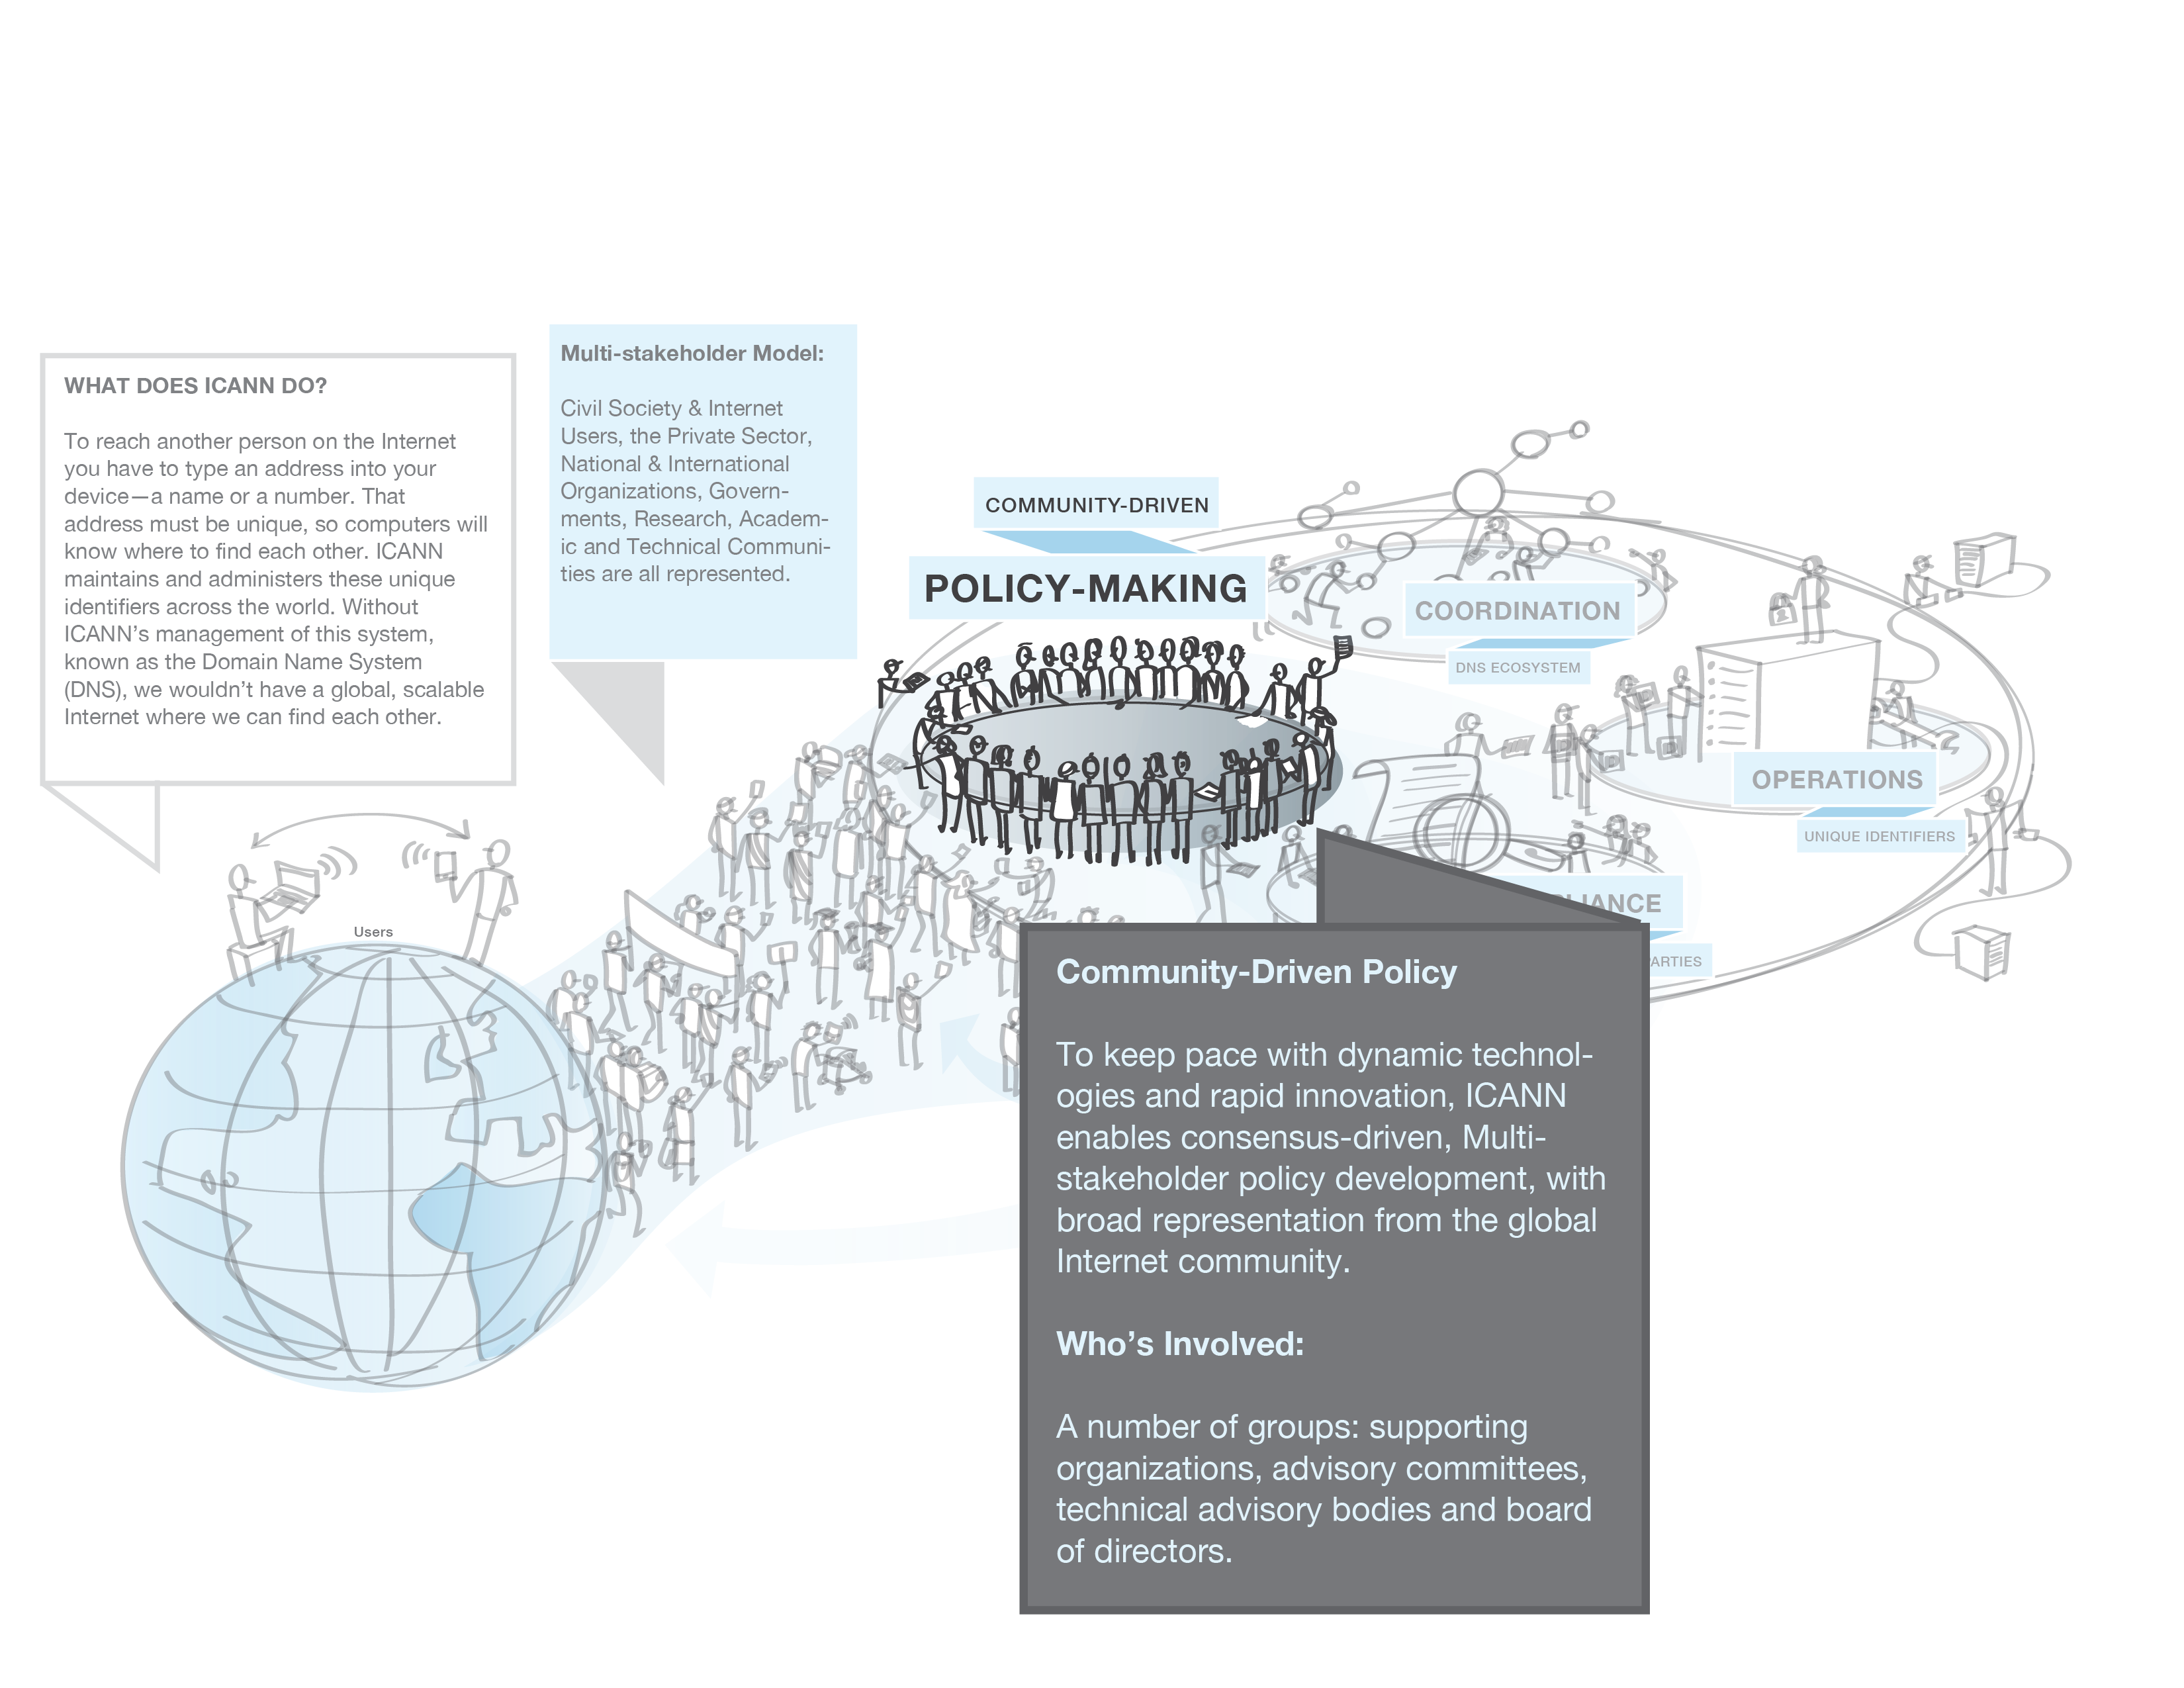 WHAT DOES ICANN DO?
To reach another person on the Internet
you have to type an address into your
device—a name or a number. That
address must be unique, so computers will
know where to find each other. ICANN
maintains and administers these unique
identifiers across the world. Without
ICANN’s management of this system,
known as the Domain Name System
(DNS), we wouldn’t have a global, scalable
Internet where we can find each other.
Multi-stakeholder Model:
Civil Society & Internet
Users, the Private Sector,
National & International
Organizations, Govern-
ments, Research, Academ-
ic and Technical Communi-
ties are all represented.
COMMUNITY-DRIVEN
POLICY-MAKING
COORDINATION
DNS ECOSYSTEM
OPERATIONS
UNIQUE IDENTIFIERS
LIANCE
PARTIES
Users
Community-Driven Policy
To keep pace with dynamic technol-
ogies and rapid innovation, ICANN
enables consensus-driven, Multi-
stakeholder policy development, with
broad representation from the global
Internet community.
Who’s Involved:
A number of groups: supporting
organizations, advisory committees,
technical advisory bodies and board
of directors.